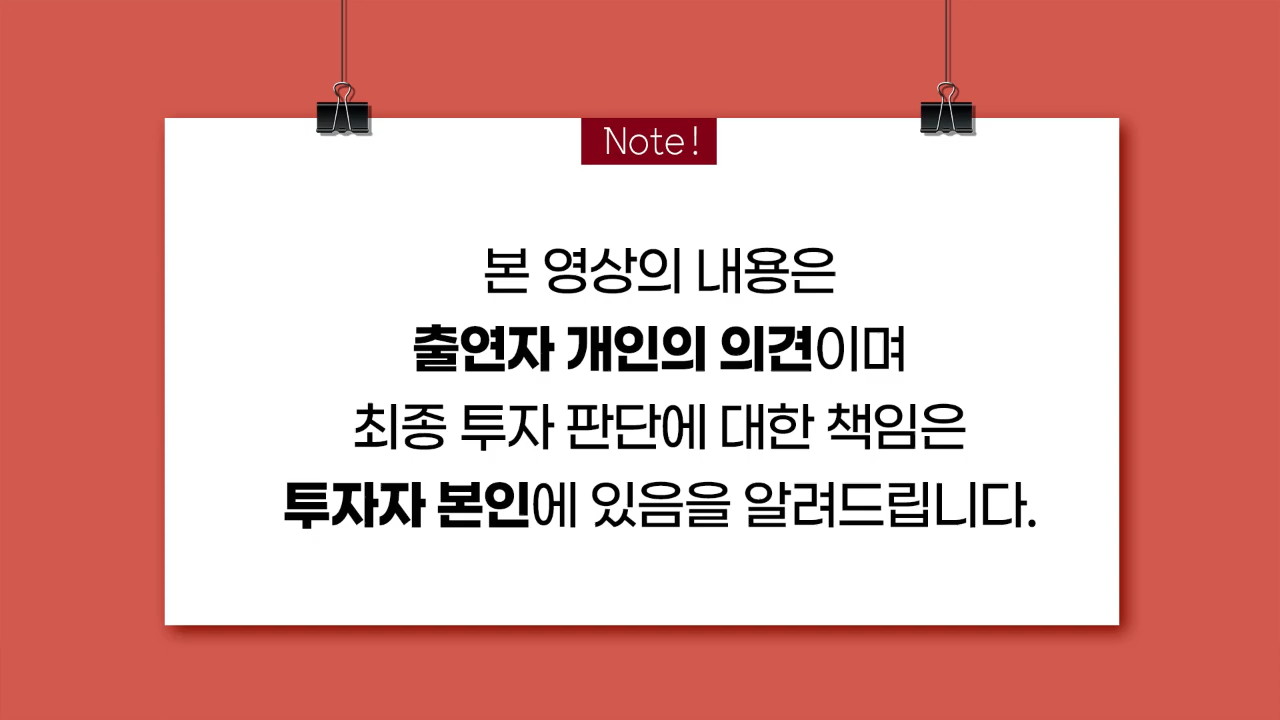 Note!
본 영상의 내용은
출연자 개인의 의견이며
최종 투자 판단에 대한 책임은
투자자 본인에 있음을 알려드립니다.